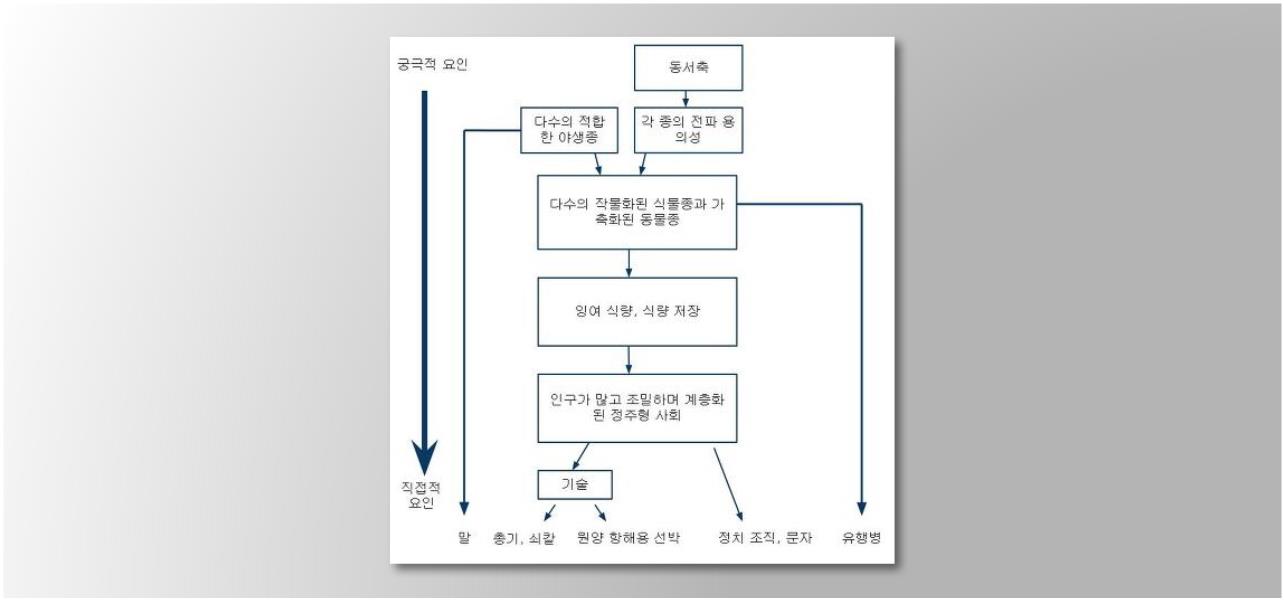 궁극적 요인
동서축
다수의 적합
한 야생종
각 종의 전파 용
의성
다수의 작물화된 식물종과 가
축화된 동물종
잉여 식량, 식량 저장
인구가 많고 조밀하며 계층화
된 정주형 사회
기술
직접적
요인
말
총기, 쇠칼
원양 항해용 선박
정치 조직, 문자
유행병